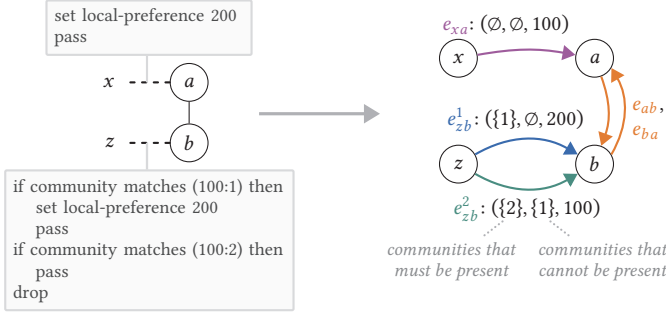 set local-preference 200
pass
x
a
z
b
if community matches (100:1) then
set local-preference 200
pass
if community matches (100:2) then
pass
drop
e_{xa}: (∅, ∅, 100)
x
a
e_{ab},
e_{ba}
e^1_{zb}: ({1}, ∅, 200)
z
b
e^2_{zb}: ({2}, {1}, 100)
communities that
must be present
communities that
cannot be present